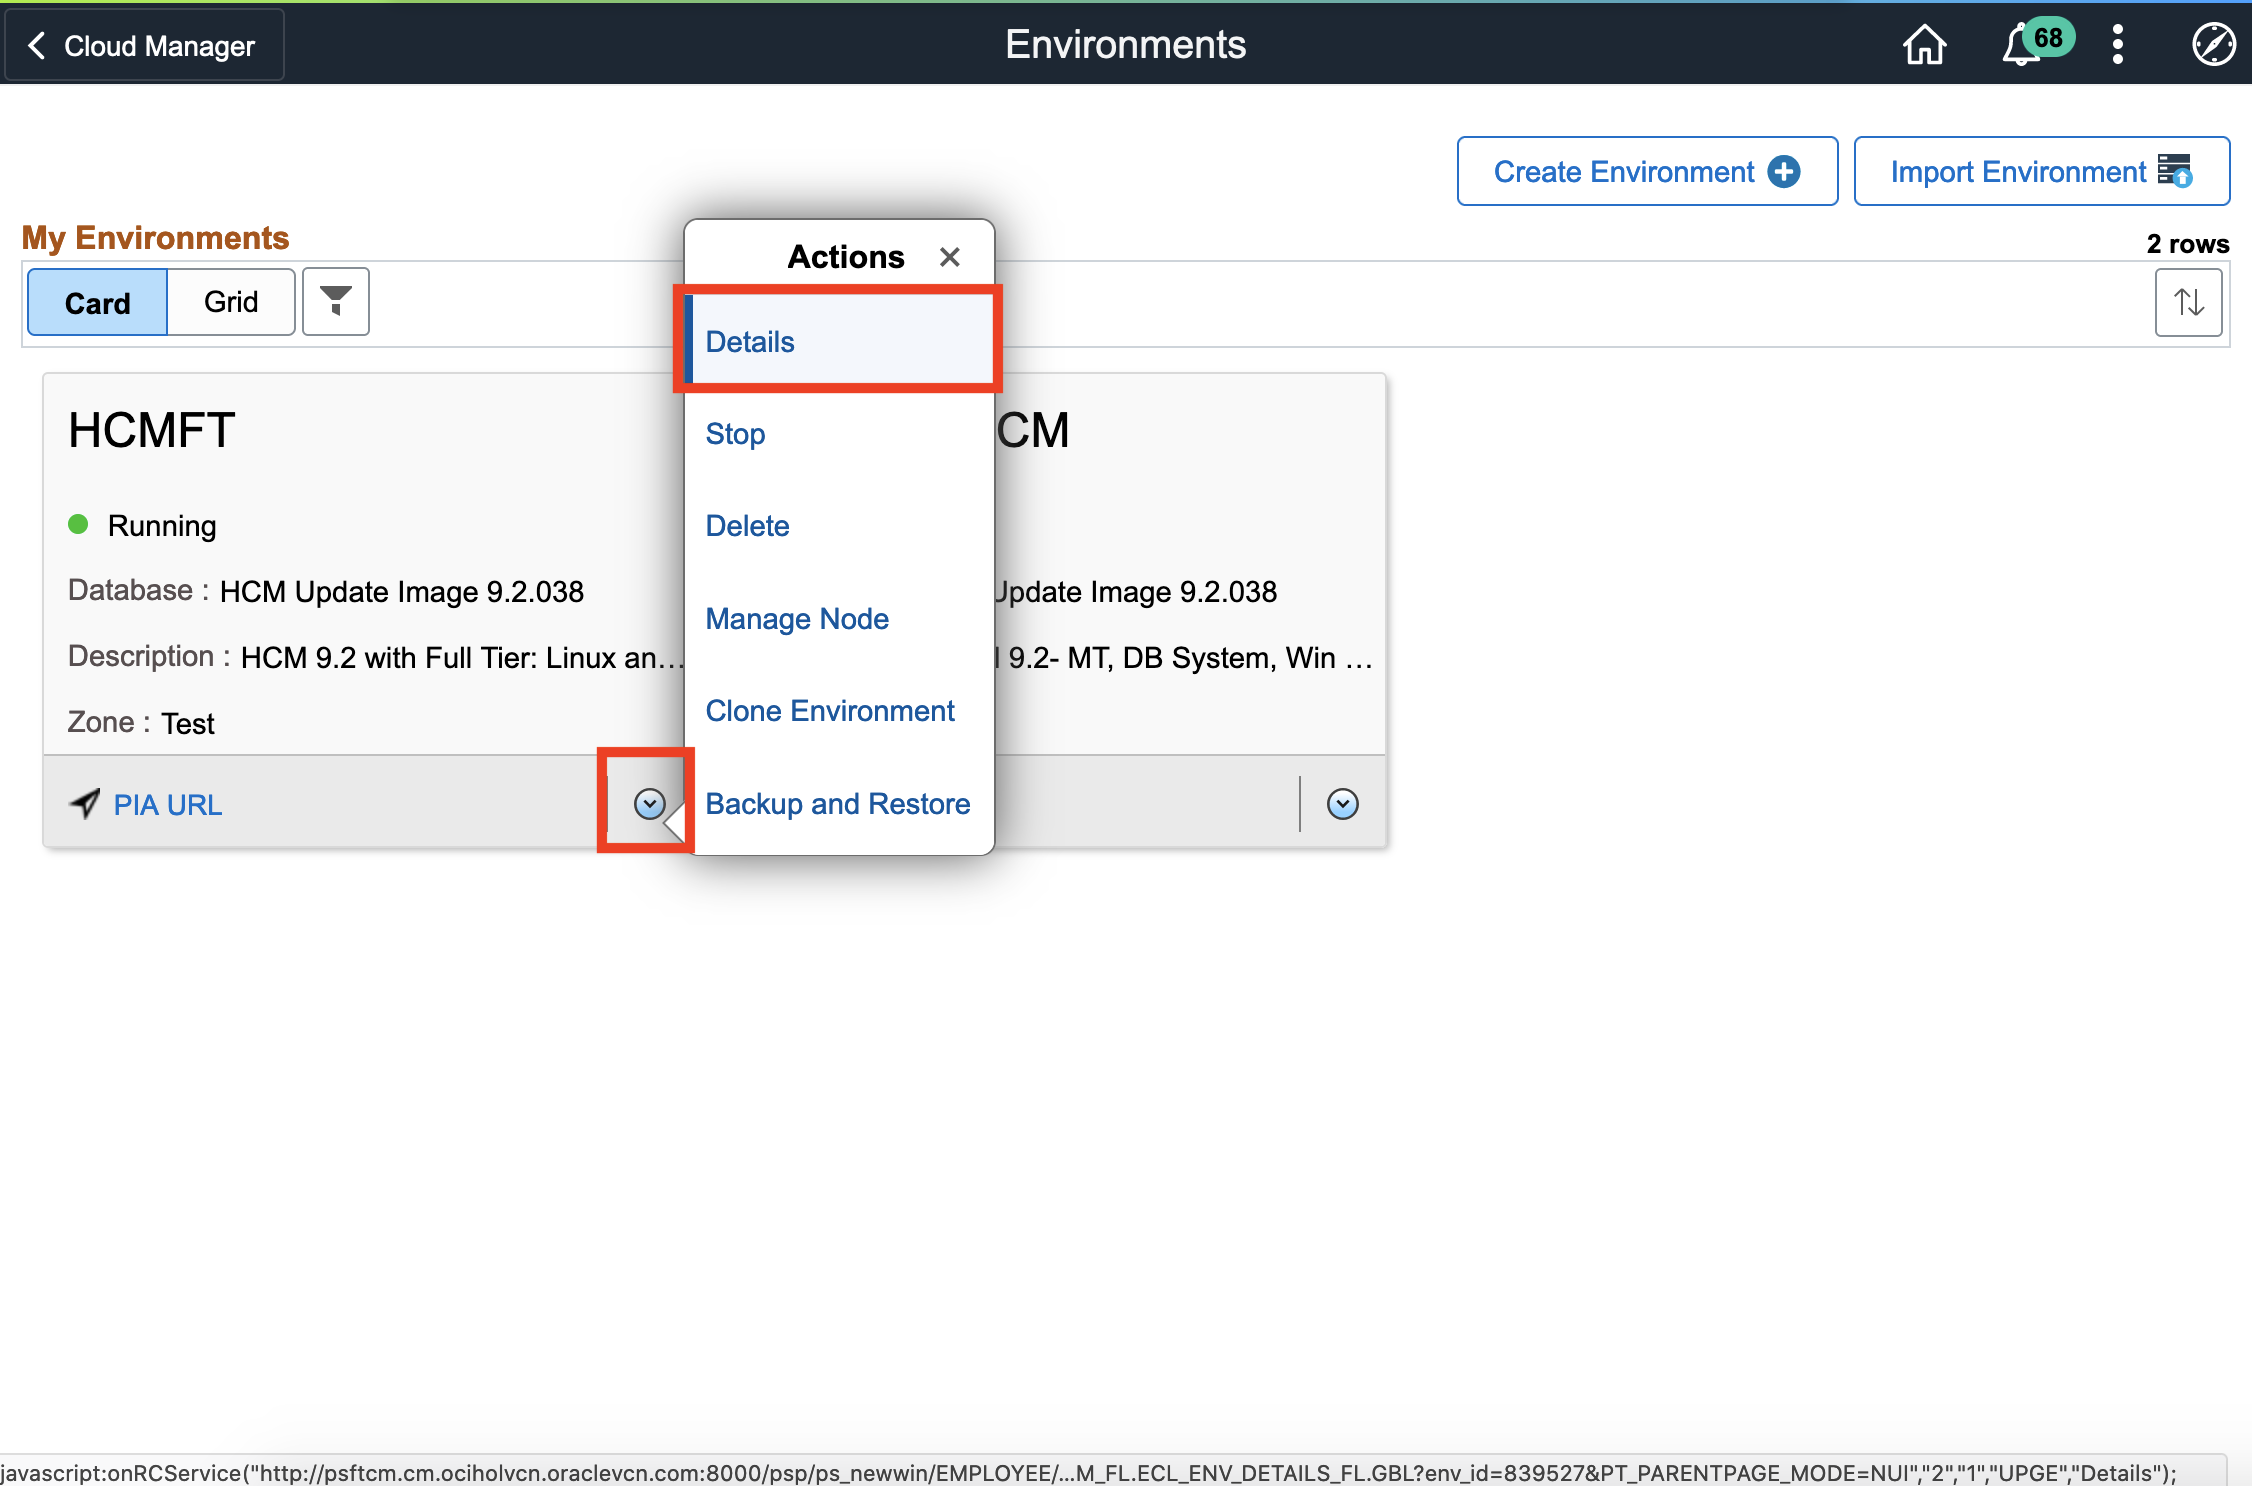 Cloud Manager
Environments
68
Create Environment
Import Environment
My Environments
2 rows
Card
Grid
Actions
Details
Stop
Delete
Manage Node
Clone Environment
Backup and Restore
HCMFT
Running
Database : HCM Update Image 9.2.038
Description : HCM 9.2 with Full Tier: Linux an...
Zone : Test
PIA URL
CM
Update Image 9.2.038
9.2- MT, DB System, Win ...
javascript:onRCService("http://psftcm.cm.ociholvcn.oraclevcn.com:8000/psp/ps_newwin/EMPLOYEE/...M_FL.ECL_ENV_DETAILS_FL.GBL?env_id=839527&PT_PARENTPAGE_MODE=NUI","2","1","UPGE","Details");